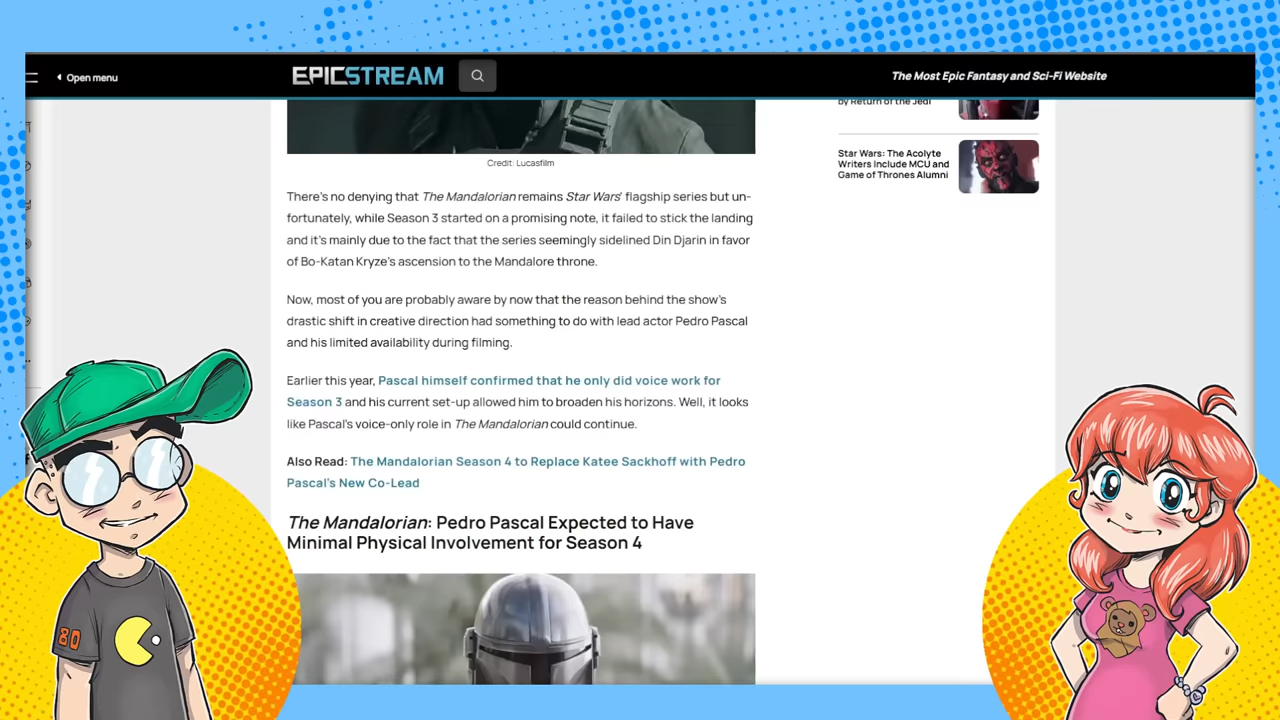 Open menu
EPICSTREAM
The Most Epic Fantasy and Sci-Fi Website
by Return of the Jedi
Credit: Lucasfilm
Star Wars: The Acolyte
Writers Include MCU and
Game of Thrones Alumni
There's no denying that The Mandalorian remains Star Wars' flagship series but un-
fortunately, while Season 3 started on a promising note, it failed to stick the landing
and it's mainly due to the fact that the series seemingly sidelined Din Djarin in favor
of Bo-Katan Kryze's ascension to the Mandalore throne.
Now, most of you are probably aware by now that the reason behind the show's
drastic shift in creative direction had something to do with lead actor Pedro Pascal
and his limited availability during filming.
Earlier this year, Pascal himself confirmed that he only did voice work for
Season 3 and his current set-up allowed him to broaden his horizons. Well, it looks
like Pascal's voice-only role in The Mandalorian could continue.
Also Read: The Mandalorian Season 4 to Replace Katee Sackhoff with Pedro
Pascal's New Co-Lead
The Mandalorian: Pedro Pascal Expected to Have
Minimal Physical Involvement for Season 4
80